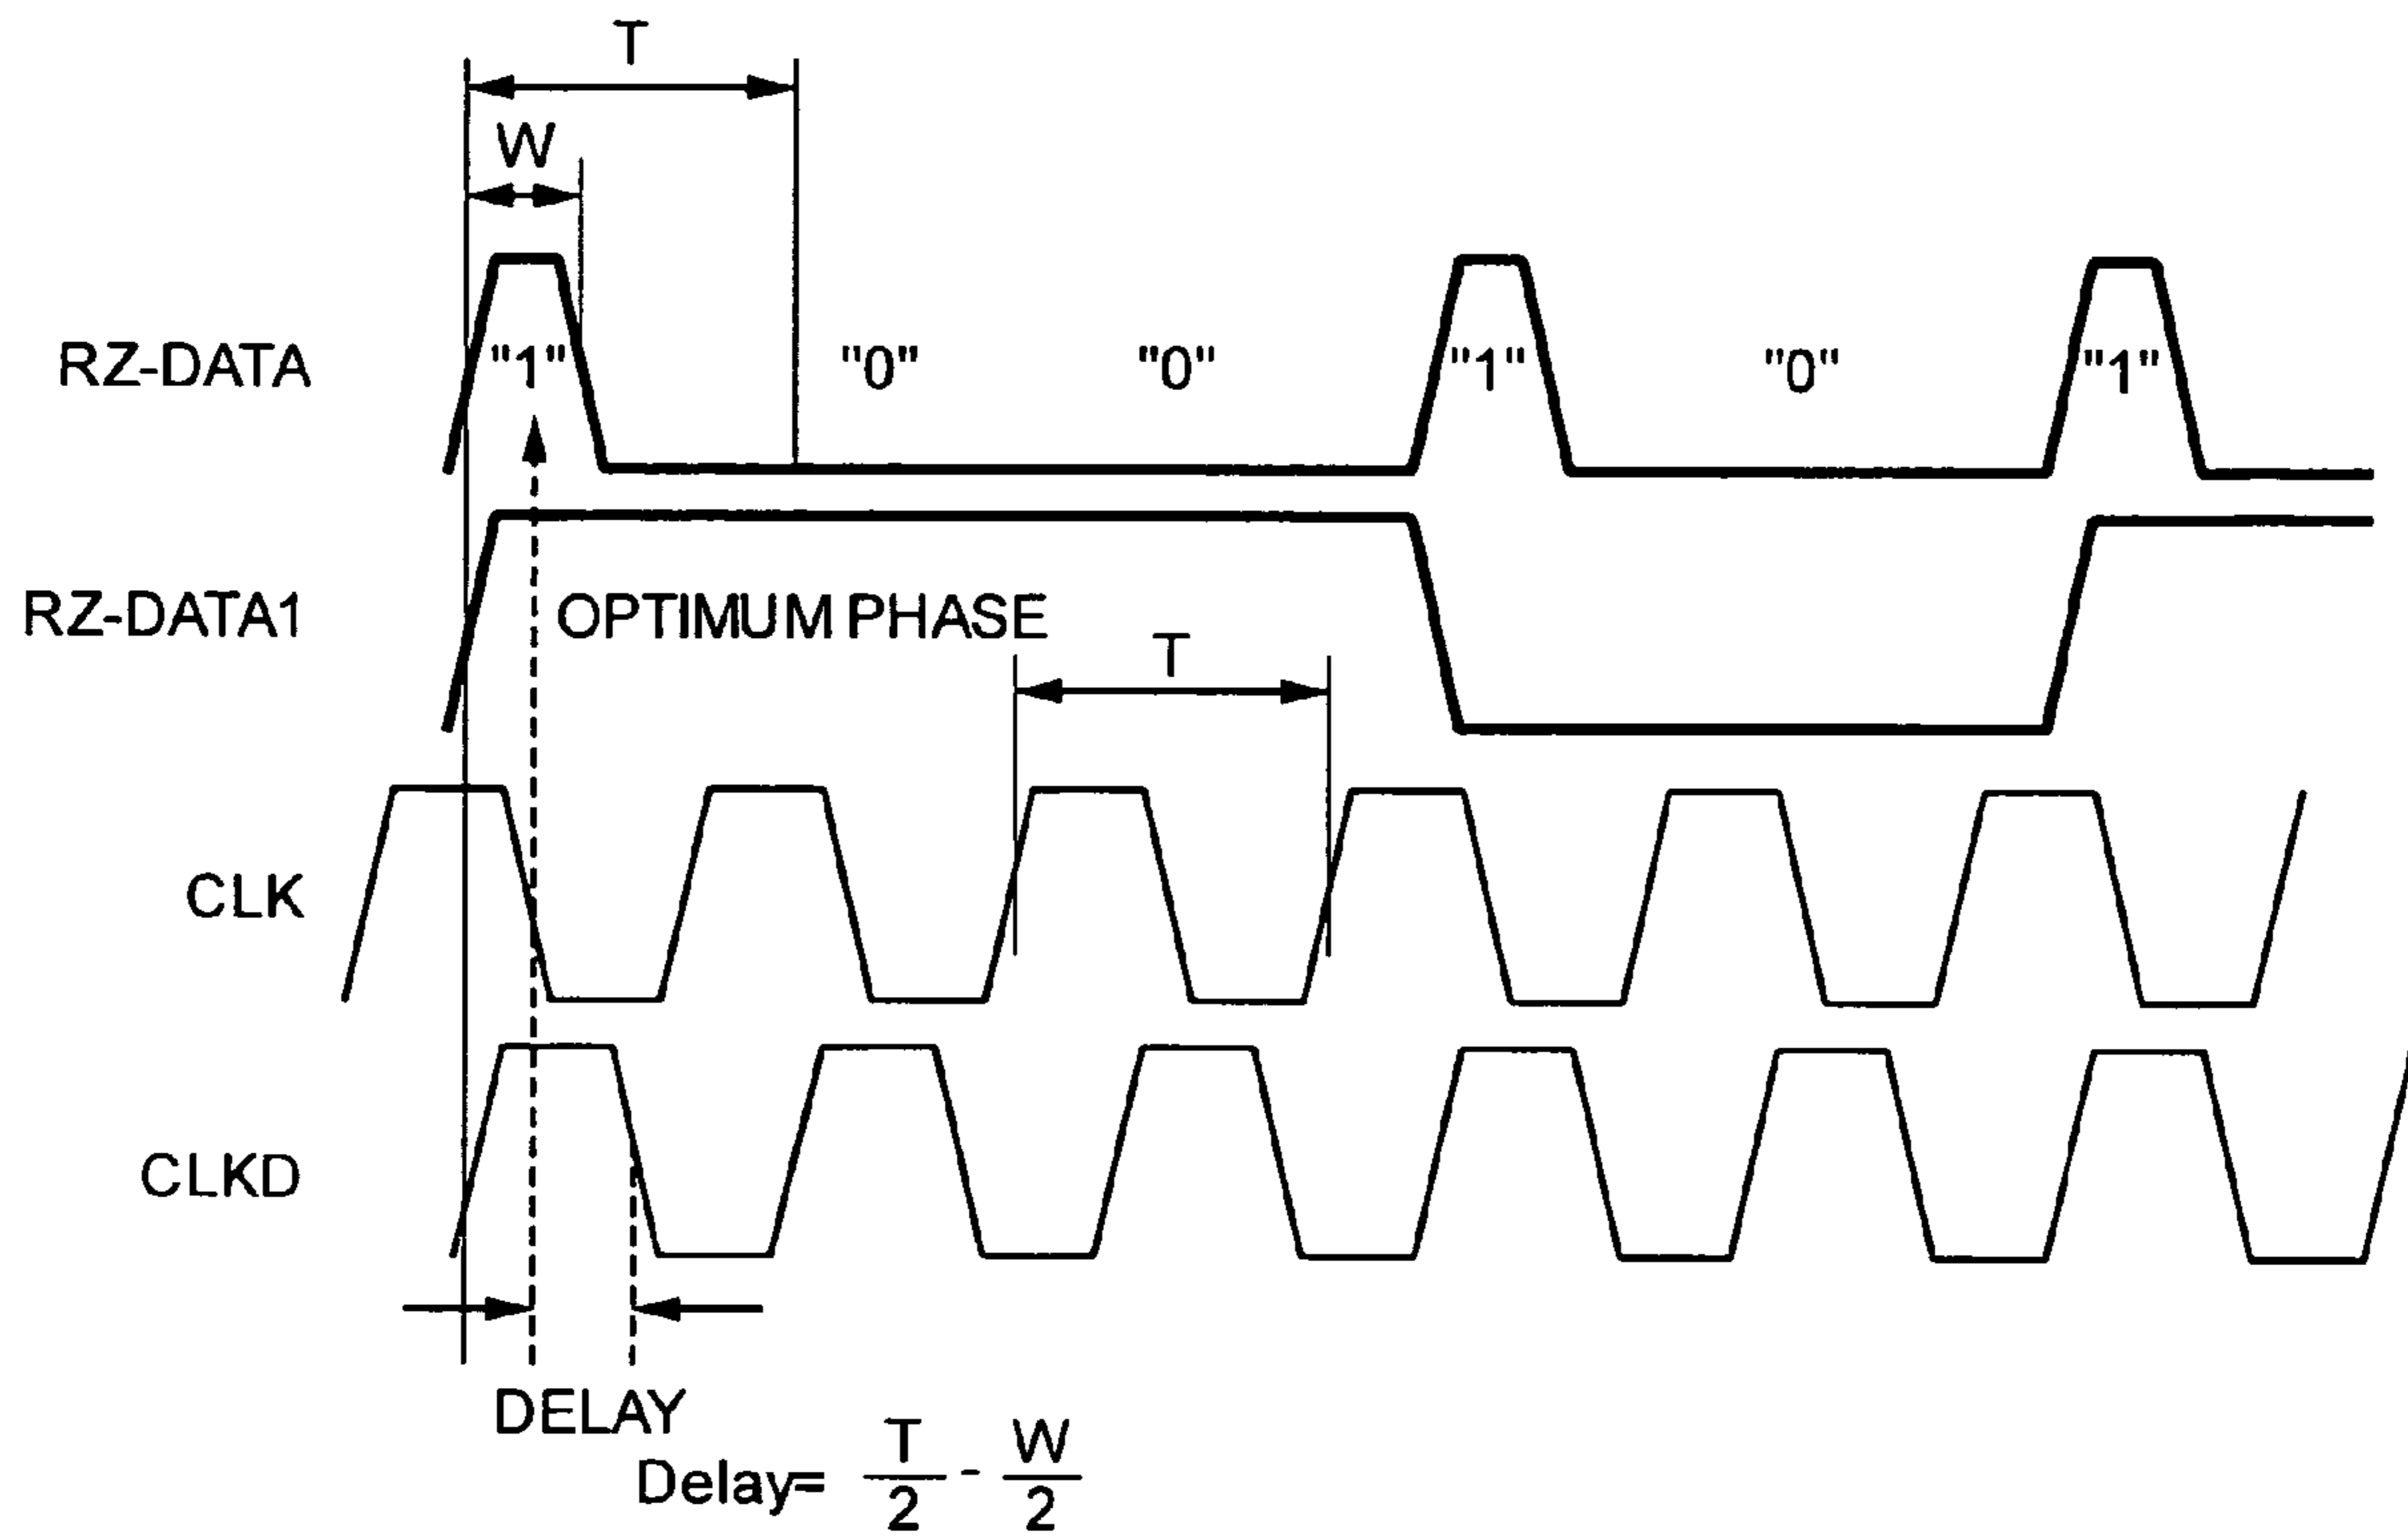 T
W
RZ-DATA "1" "0" "0" "1" "0" "1"
RZ-DATA1 OPTIMUM PHASE
T
CLK
CLKD
DELAY
Delay= T/2 - W/2